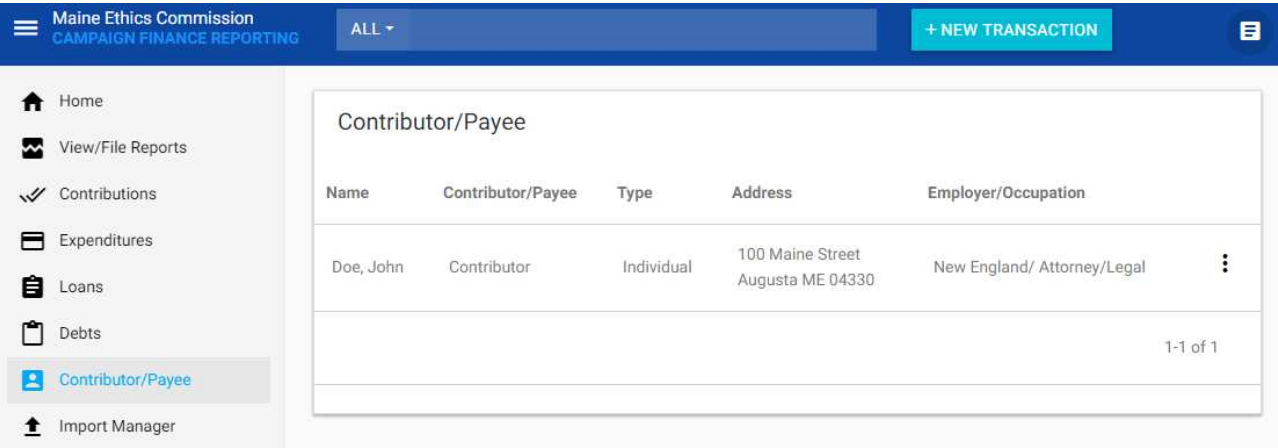 Maine Ethics Commission
CAMPAIGN FINANCE REPORTING
ALL
+ NEW TRANSACTION
Home
View/File Reports
Contributions
Expenditures
Loans
Debts
Contributor/Payee
Import Manager
Contributor/Payee
Name Contributor/Payee Type Address Employer/Occupation
Doe, John Contributor Individual 100 Maine Street New England/ Attorney/Legal
Augusta ME 04330
1-1 of 1